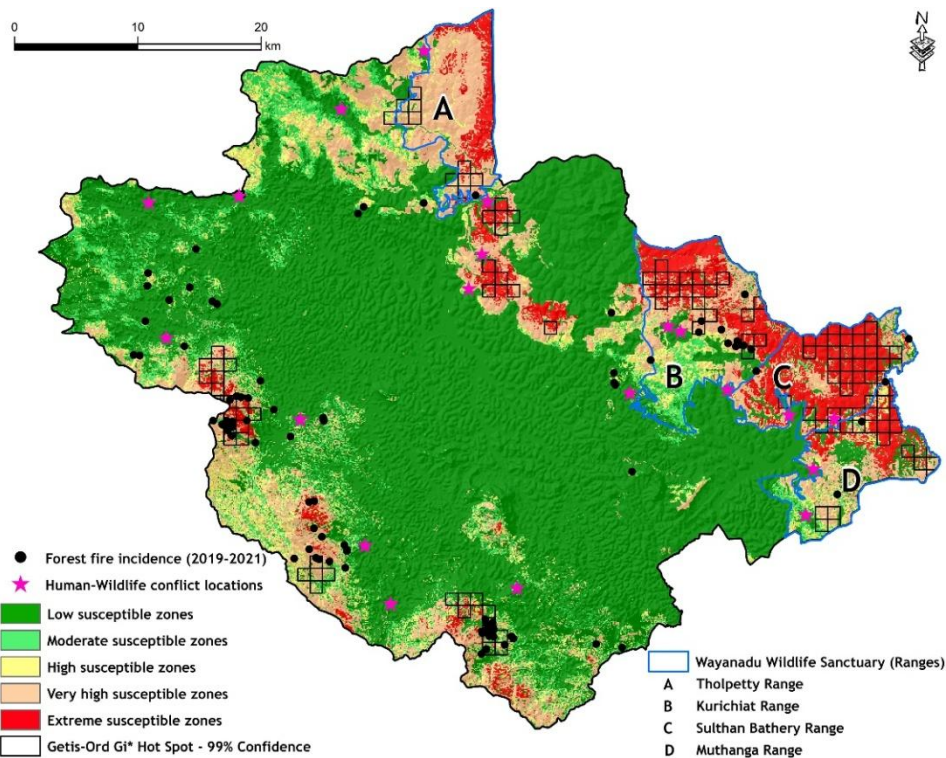 0 10 20
km
N
A
B
C
D
Forest fire incidence (2019-2021)
Human-Wildlife conflict locations
Low susceptible zones
Moderate susceptible zones
High susceptible zones
Very high susceptible zones
Extreme susceptible zones
Getis-Ord Gi* Hot Spot - 99% Confidence
Wayanadu Wildlife Sanctuary (Ranges)
A Tholpetty Range
B Kurichiat Range
C Sulthan Bathery Range
D Muthanga Range